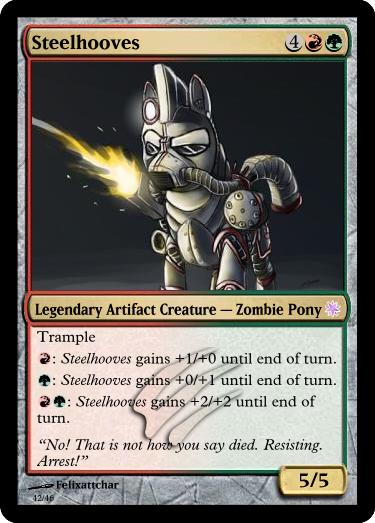 Steelhooves 4
Legendary Artifact Creature — Zombie Pony
Trample
: Steelhooves gains +1/+0 until end of turn.
: Steelhooves gains +0/+1 until end of turn.
: Steelhooves gains +2/+2 until end of
turn.
“No! That is not how you say died. Resisting.
Arrest!”
5/5
Felixattchar
42/46